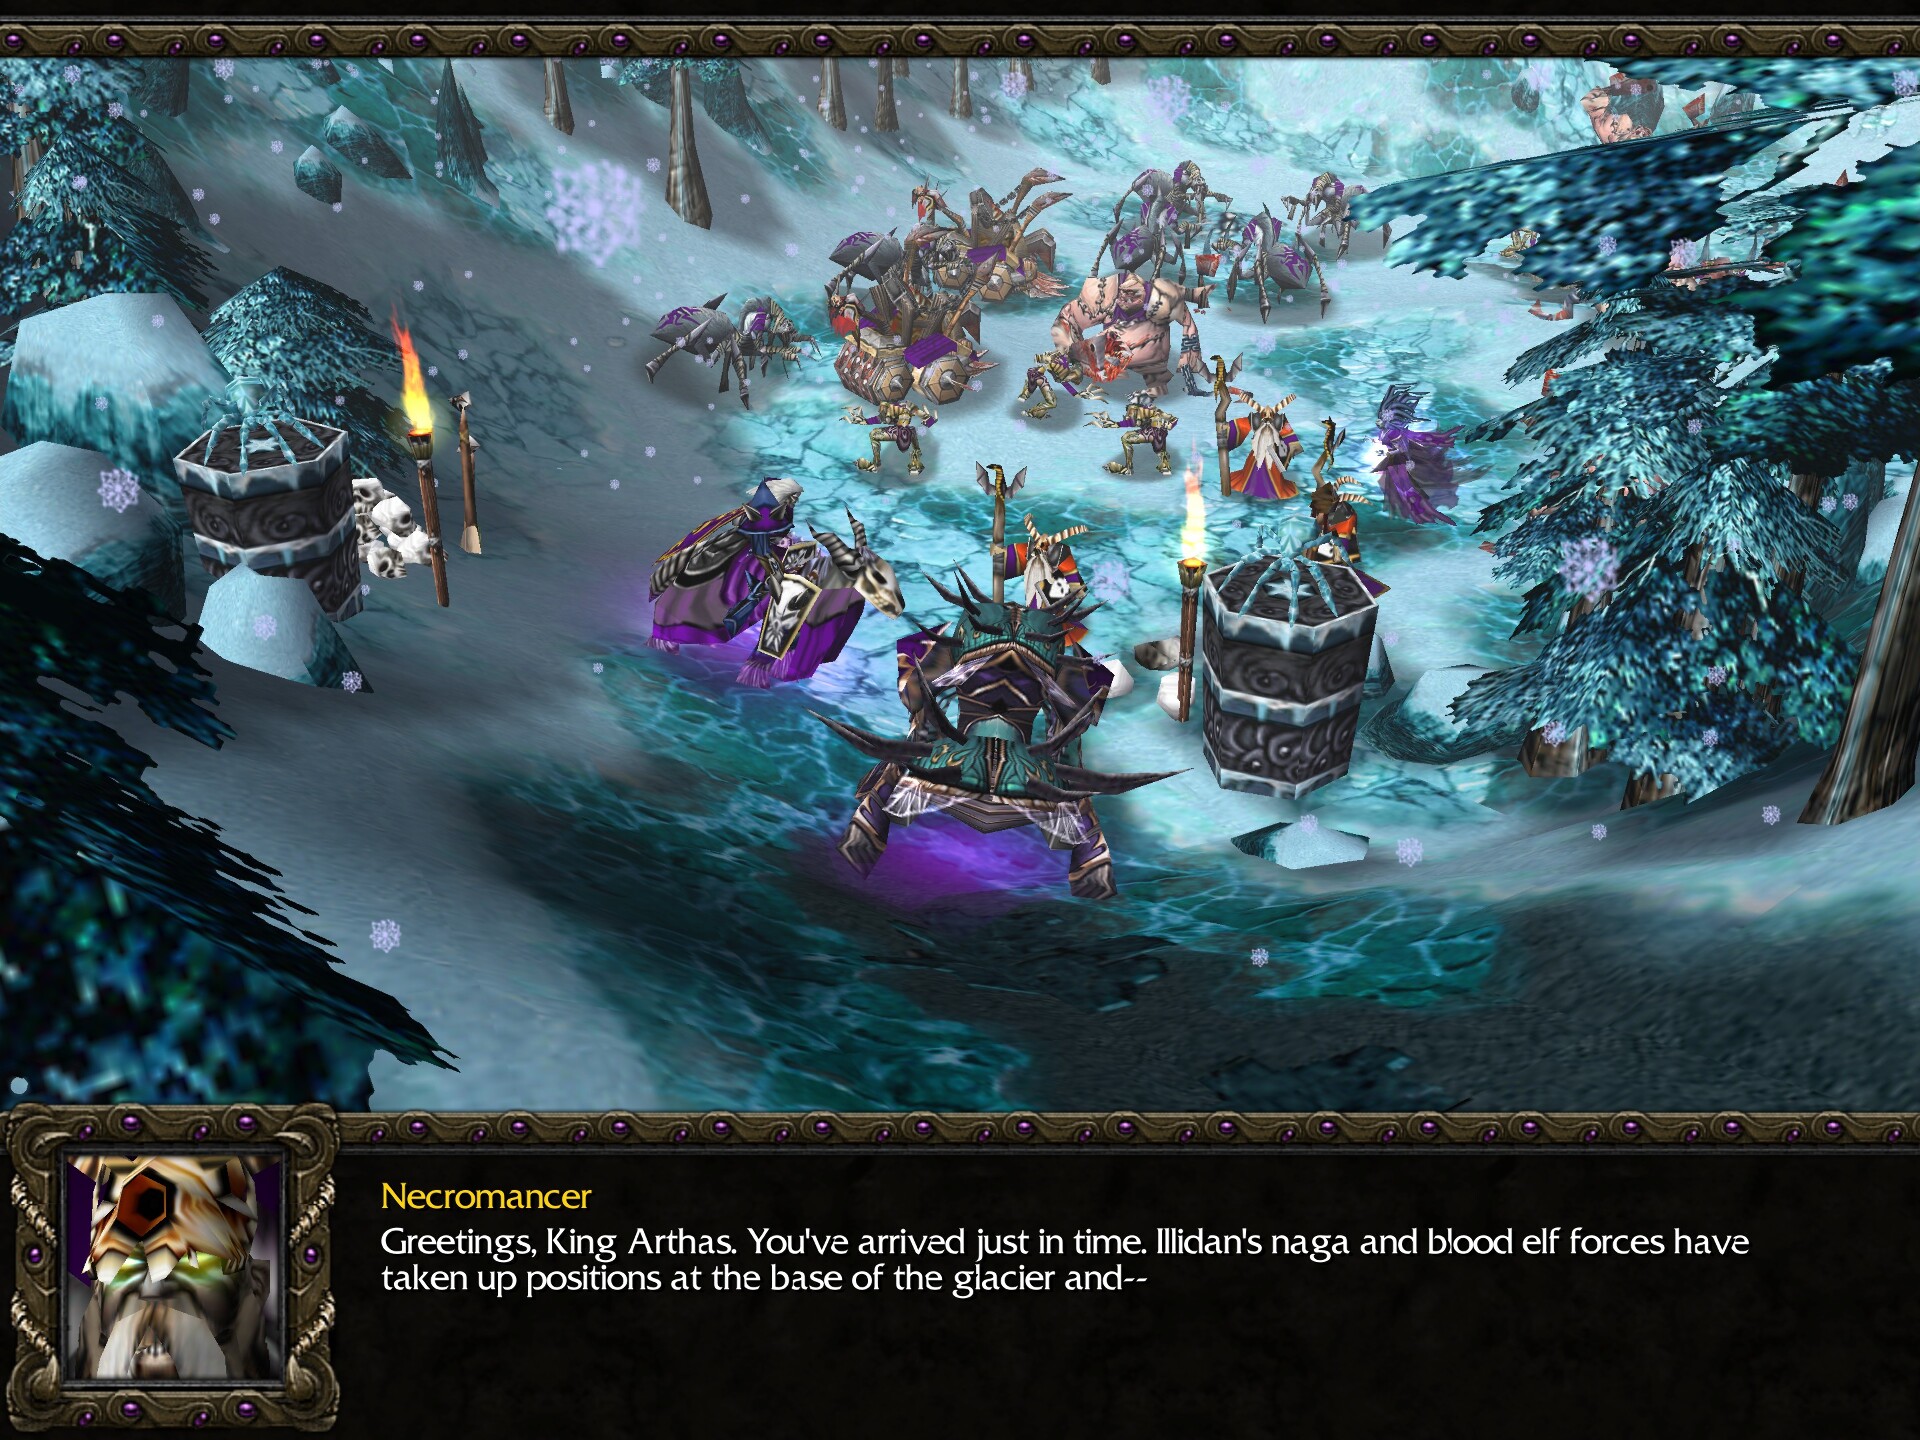 Necromancer
Greetings, King Arthas. You've arrived just in time. Illidan's naga and blood elf forces have
taken up positions at the base of the glacier and--